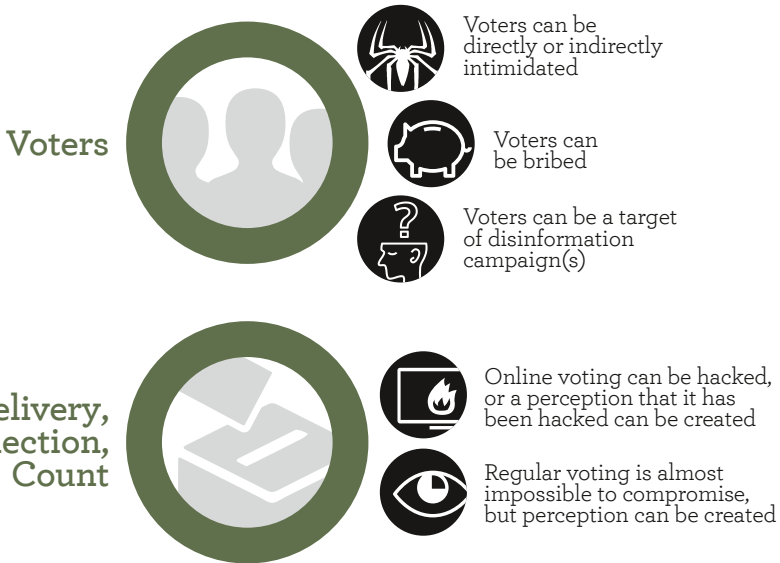 Voters
Voters can be
directly or indirectly
intimidated
Voters can
be bribed
?
Voters can be a target
of disinformation
campaign(s)
elivery,
lection,
Count
Online voting can be hacked,
or a perception that it has
been hacked can be created
Regular voting is almost
impossible to compromise,
but perception can be created